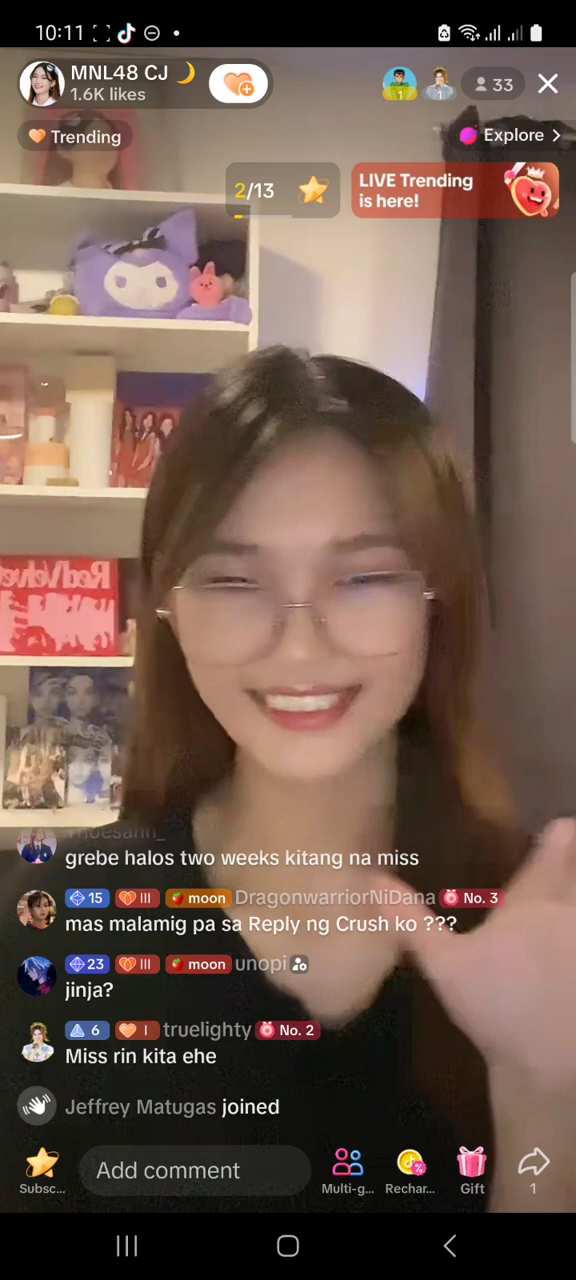 10:11
MNL48 CJ 🌙
1.6K likes
1
1
33
Trending
Explore >
2/13
LIVE Trending
is here!
RedVelvet
grebe halos two weeks kitang na miss
15 III moon DragonwarriorNiDana No. 3
mas malamig pa sa Reply ng Crush ko ???
23 III moon unopi
jinja?
6 I truelighty No. 2
Miss rin kita ehe
Jeffrey Matugas joined
Subsc...
Add comment
Multi-g...
Rechar...
Gift
1